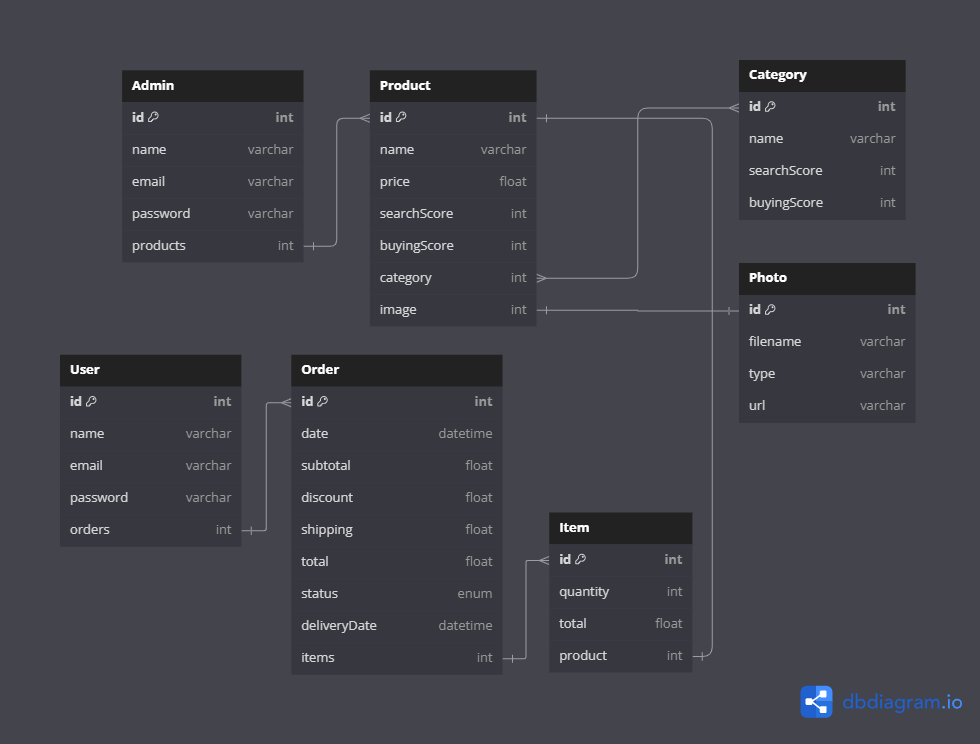 Admin
id int
name varchar
email varchar
password varchar
products int
Product
id int
name varchar
price float
searchScore int
buyingScore int
category int
image int
Category
id int
name varchar
searchScore int
buyingScore int
Photo
id int
filename varchar
type varchar
url varchar
User
id int
name varchar
email varchar
password varchar
orders int
Order
id int
date datetime
subtotal float
discount float
shipping float
total float
status enum
deliveryDate datetime
items int
Item
id int
quantity int
total float
product int
dbdiagram.io